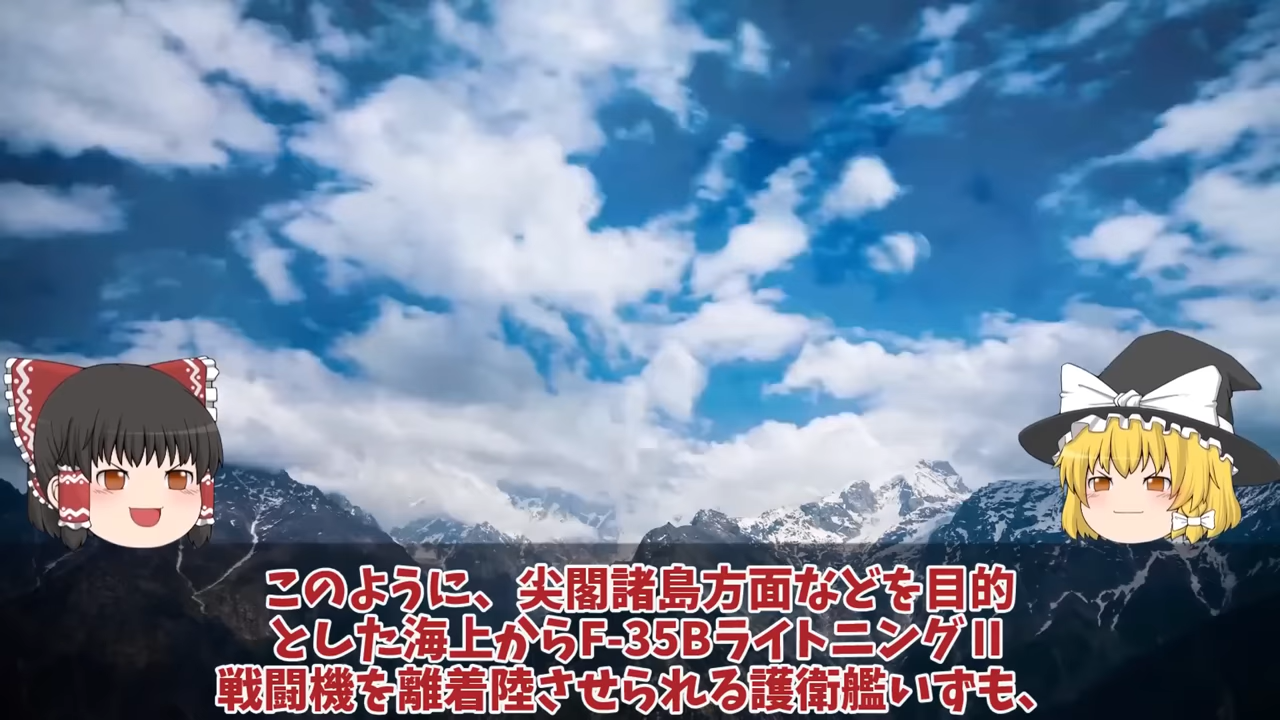 このように、尖閣諸島方面などを目的
とした海上からF-35BライトニングⅡ
戦闘機を離着陸させられる護衛艦いずも、